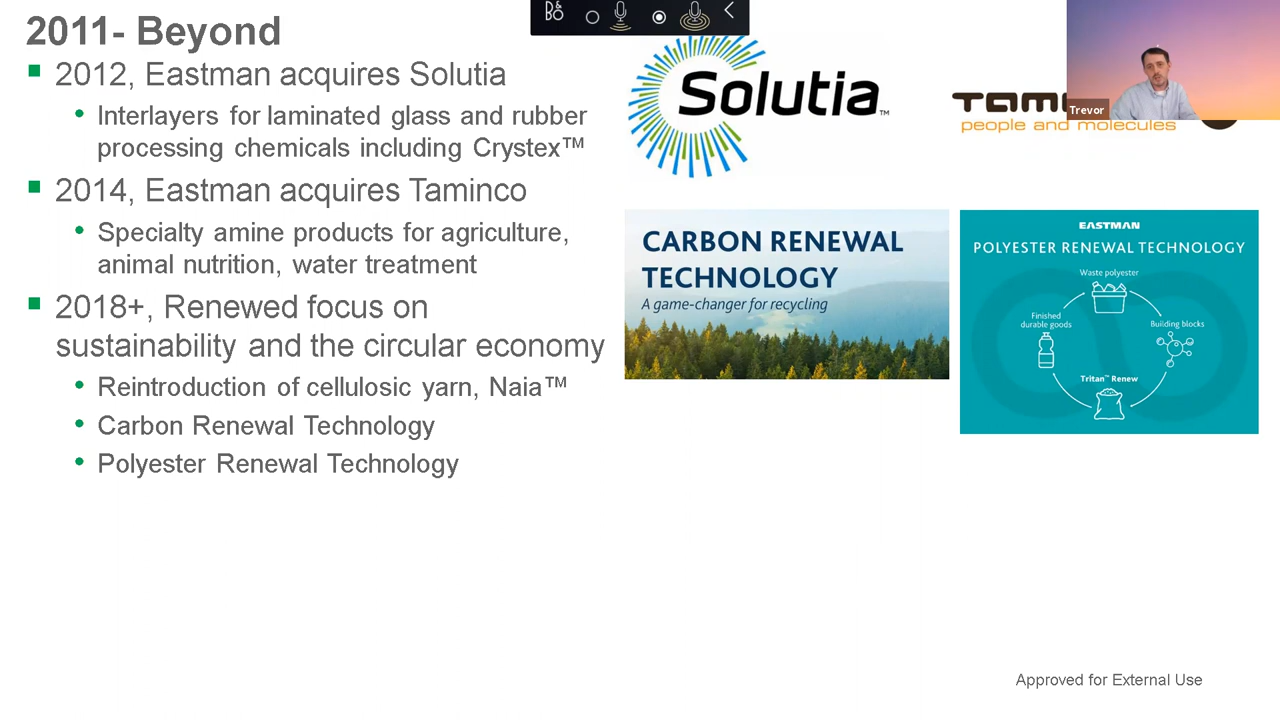 2011- Beyond
2012, Eastman acquires Solutia
Interlayers for laminated glass and rubber
processing chemicals including Crystex™
2014, Eastman acquires Taminco
Specialty amine products for agriculture,
animal nutrition, water treatment
2018+, Renewed focus on
sustainability and the circular economy
Reintroduction of cellulosic yarn, Naia™
Carbon Renewal Technology
Polyester Renewal Technology
B&O
Solutia™
people and molecules
Trevor
CARBON RENEWAL
TECHNOLOGY
A game-changer for recycling
EASTMAN
POLYESTER RENEWAL TECHNOLOGY
Waste polyester
Finished
durable goods
Building blocks
Tritan™ Renew
Approved for External Use